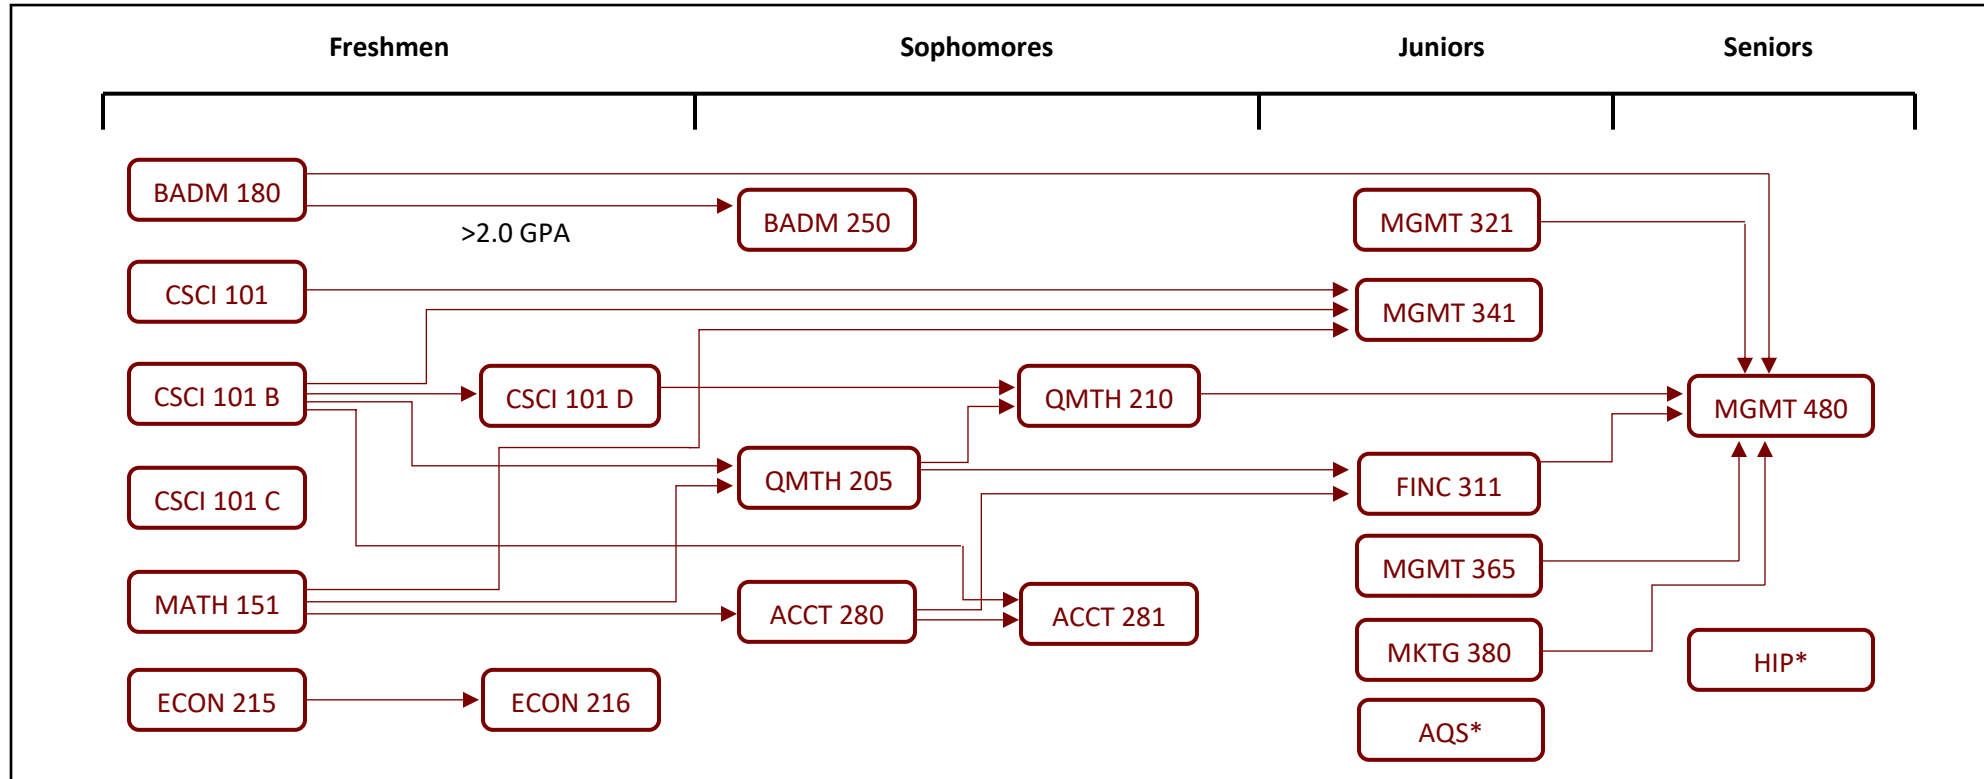 Freshmen
Sophomores
Juniors
Seniors
BADM 180
>2.0 GPA
BADM 250
MGMT 321
CSCI 101
MGMT 341
CSCI 101 B
CSCI 101 D
QMTH 210
MGMT 480
CSCI 101 C
QMTH 205
FINC 311
MATH 151
ACCT 280
ACCT 281
MGMT 365
MKTG 380
HIP*
ECON 215
ECON 216
AQS*